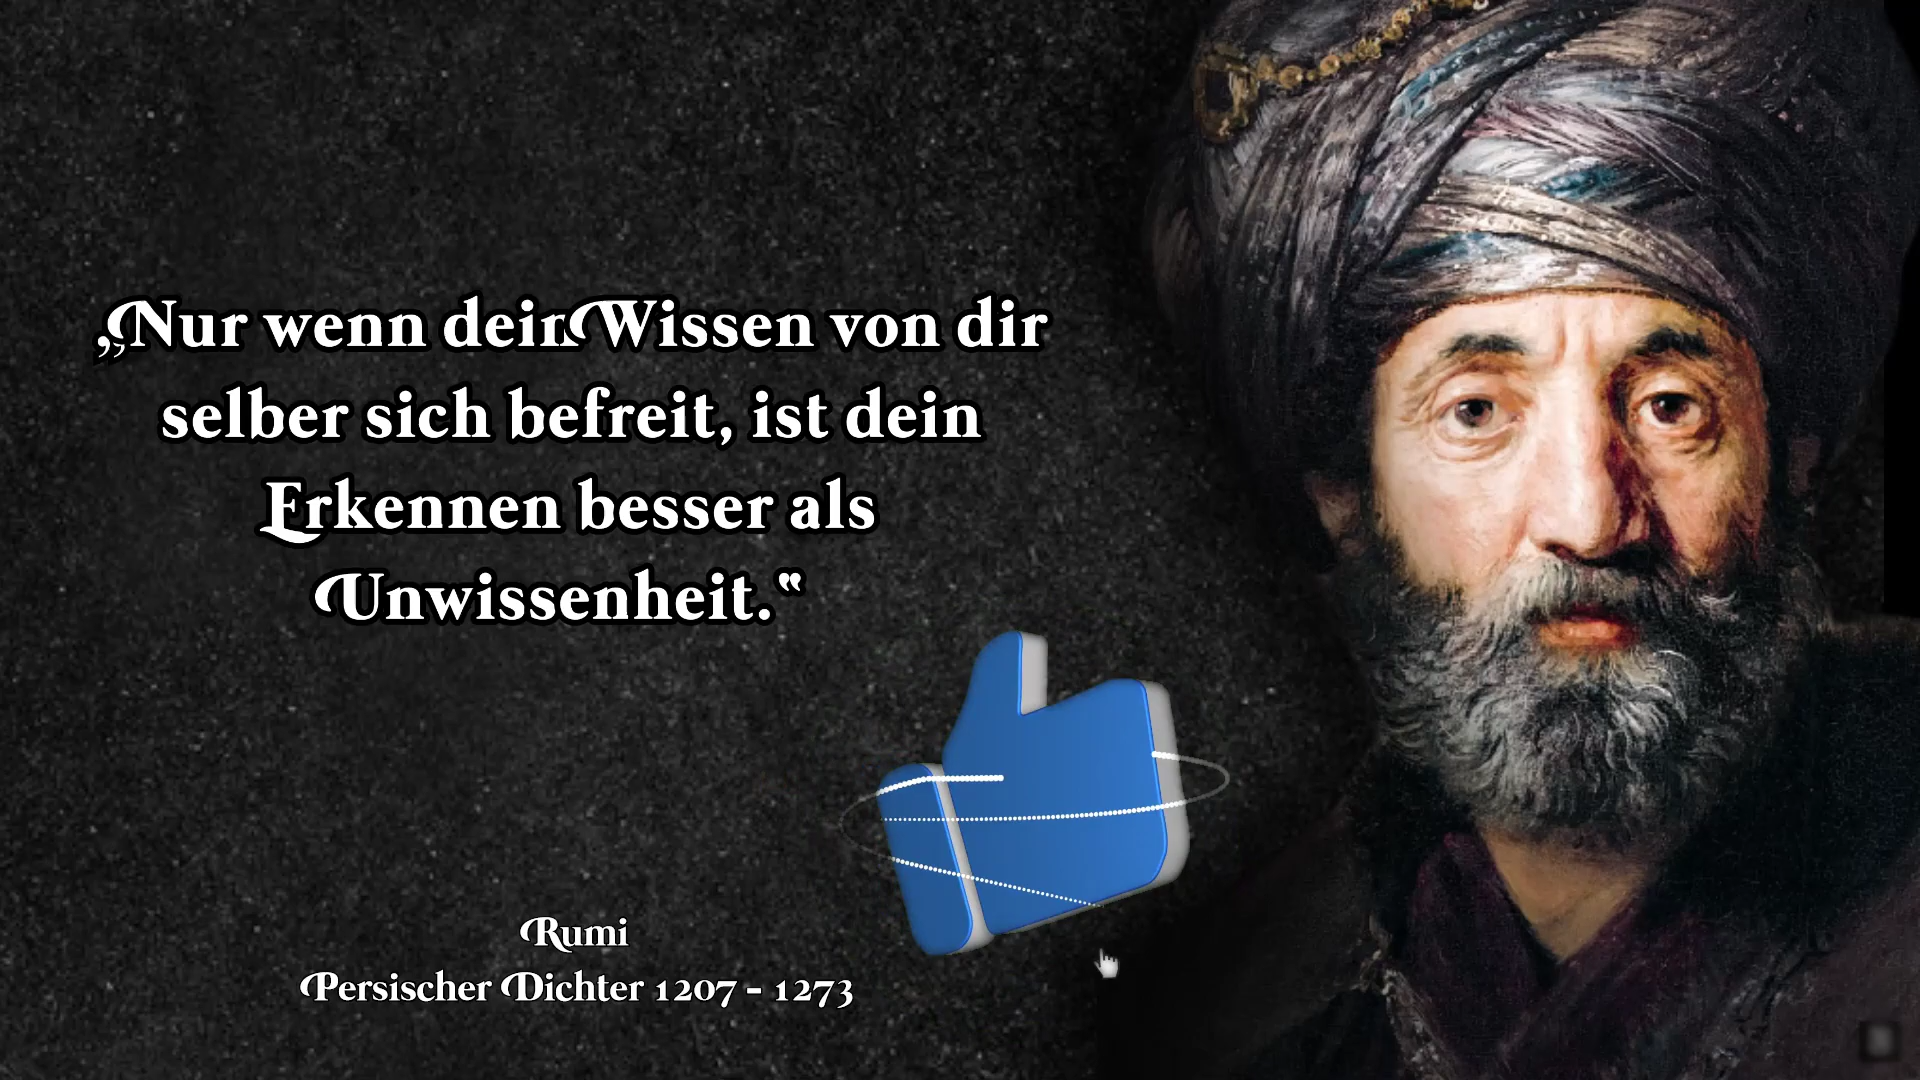 „Nur wenn dein Wissen von dir
selber sich befreit, ist dein
Erkennen besser als
Unwissenheit.“
Rumi
Persischer Dichter 1207 - 1273